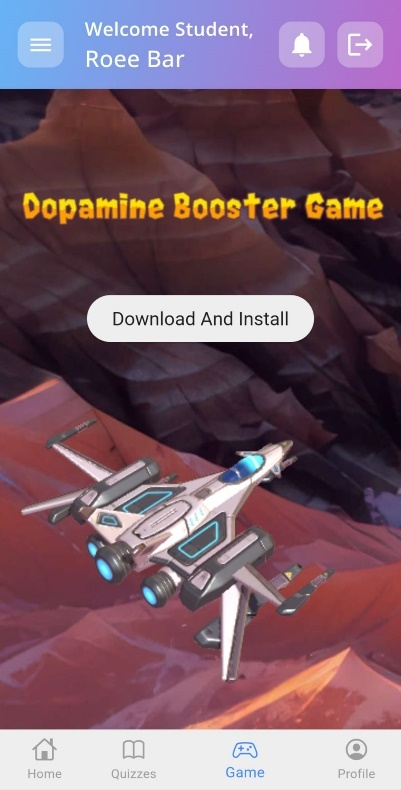 Welcome Student,
Roee Bar
Dopamine Booster Game
Download And Install
Home
Quizzes
Game
Profile